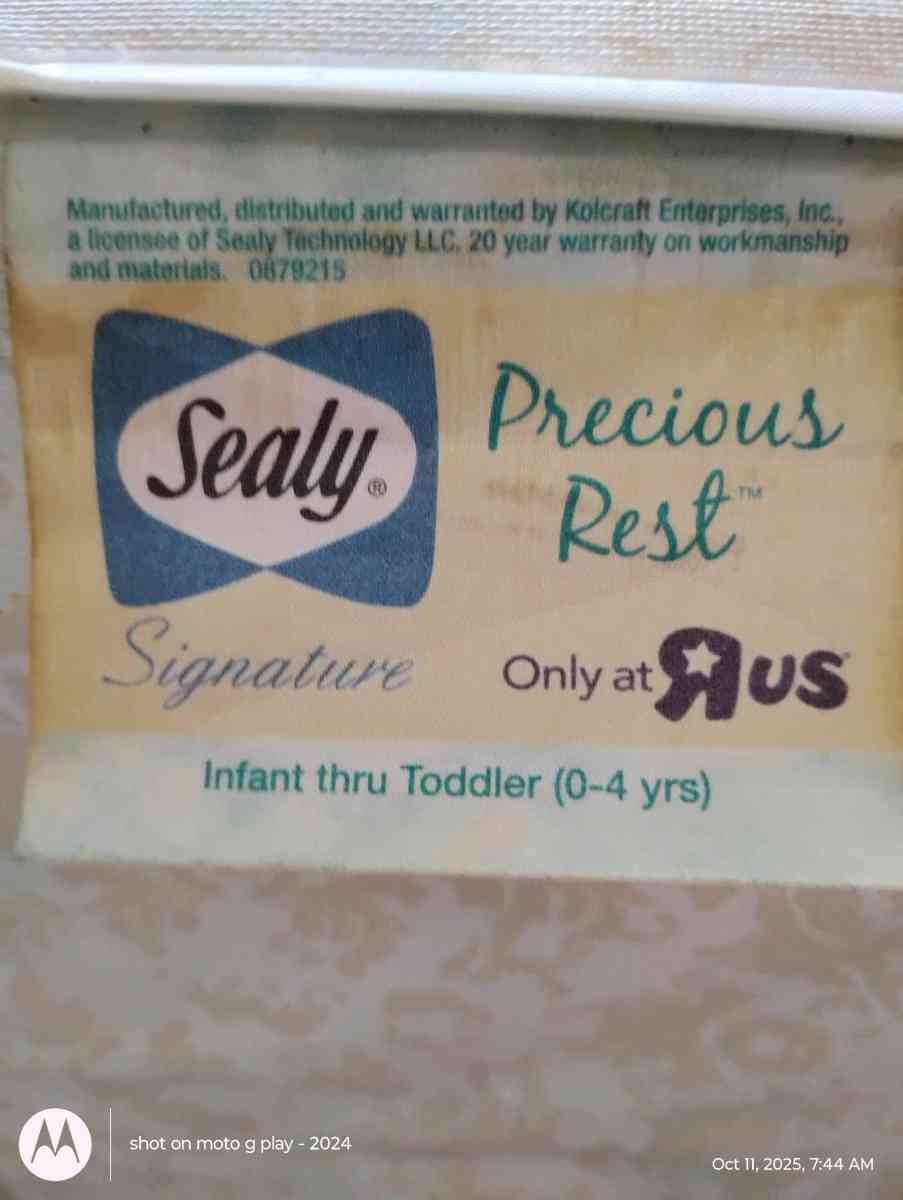 Manufactured, distributed and warranted by Kolcraft Enterprises, Inc.,
a licensee of Sealy Technology LLC. 20 year warranty on workmanship
and materials. 0879215
Sealy®
Signature
Precious
Rest™
Only at R US
Infant thru Toddler (0-4 yrs)
shot on moto g play - 2024
Oct 11, 2025, 7:44 AM